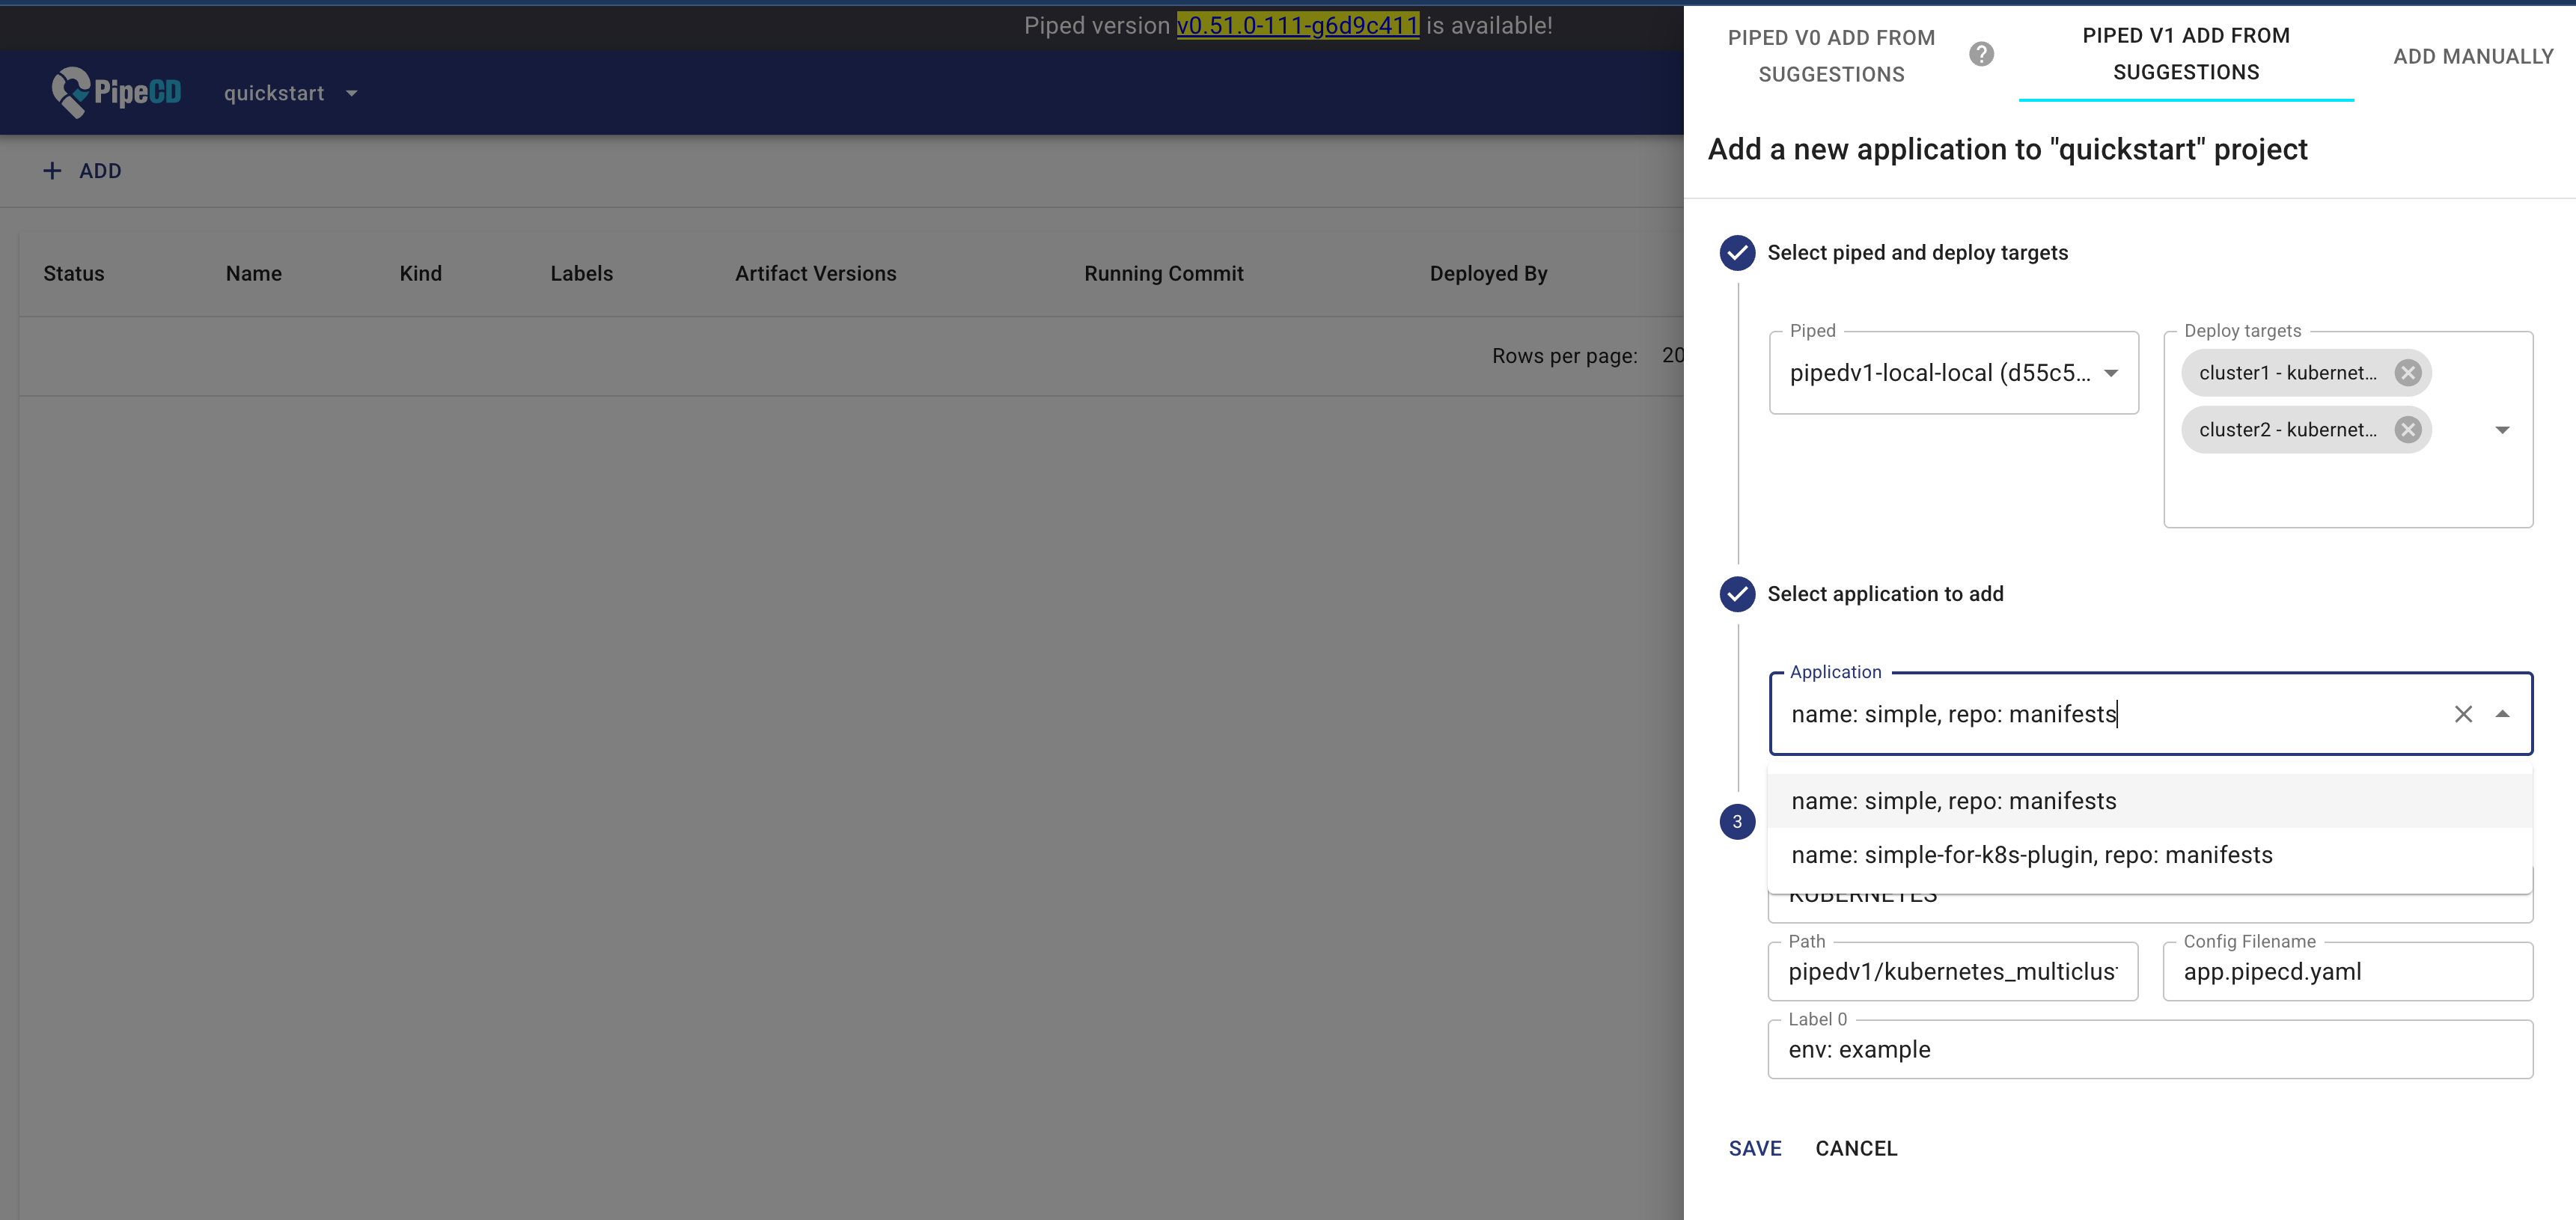 Piped version v0.51.0-111-g6d9c411 is available!
PipeCD
quickstart
ADD
Status Name Kind Labels Artifact Versions Running Commit Deployed By
Rows per page: 20
PIPED V0 ADD FROM
SUGGESTIONS
?
PIPED V1 ADD FROM
SUGGESTIONS
ADD MANUALLY
Add a new application to "quickstart" project
Select piped and deploy targets
Piped
pipedv1-local-local (d55c5...
Deploy targets
cluster1 - kubernet...
cluster2 - kubernet...
Select application to add
Application
name: simple, repo: manifests
name: simple, repo: manifests
name: simple-for-k8s-plugin, repo: manifests
3
KUBERNETES
Path
pipedv1/kubernetes_multiclus
Config Filename
app.pipecd.yaml
Label 0
env: example
SAVE CANCEL